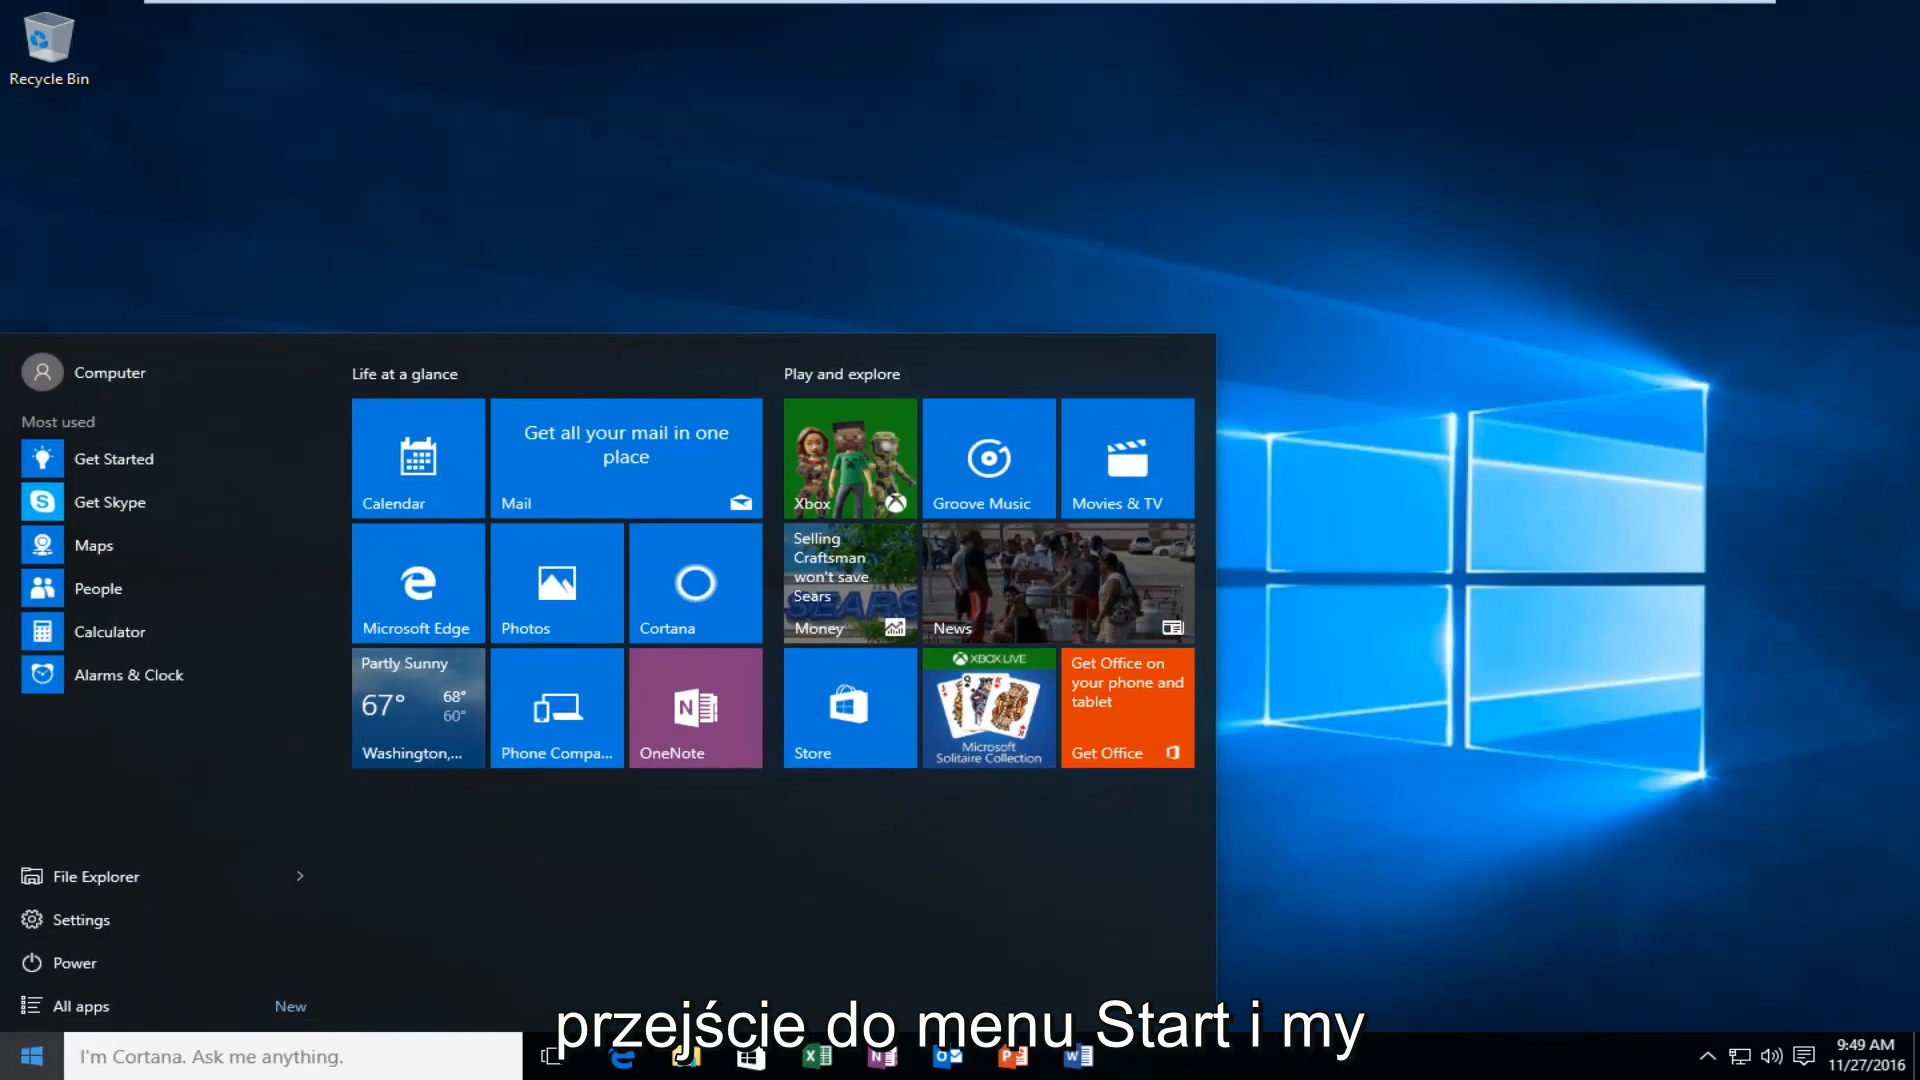 Recycle Bin
Computer
Most used
Get Started
Get Skype
Maps
People
Calculator
Alarms & Clock
File Explorer
Settings
Power
All apps
New
Life at a glance
Calendar
Get all your mail in one
place
Mail
Microsoft Edge
Photos
Cortana
Partly Sunny
67°
68°
60°
Washington,...
Phone Compa...
OneNote
Play and explore
Xbox
Groove Music
Movies & TV
Selling
Craftsman
won't save
Sears
SEARS
Money
News
Store
XBOX LIVE
Microsoft
Solitaire Collection
Get Office on
your phone and
tablet
Get Office
przejście do menu Start i my
I'm Cortana. Ask me anything.
9:49 AM
11/27/2016